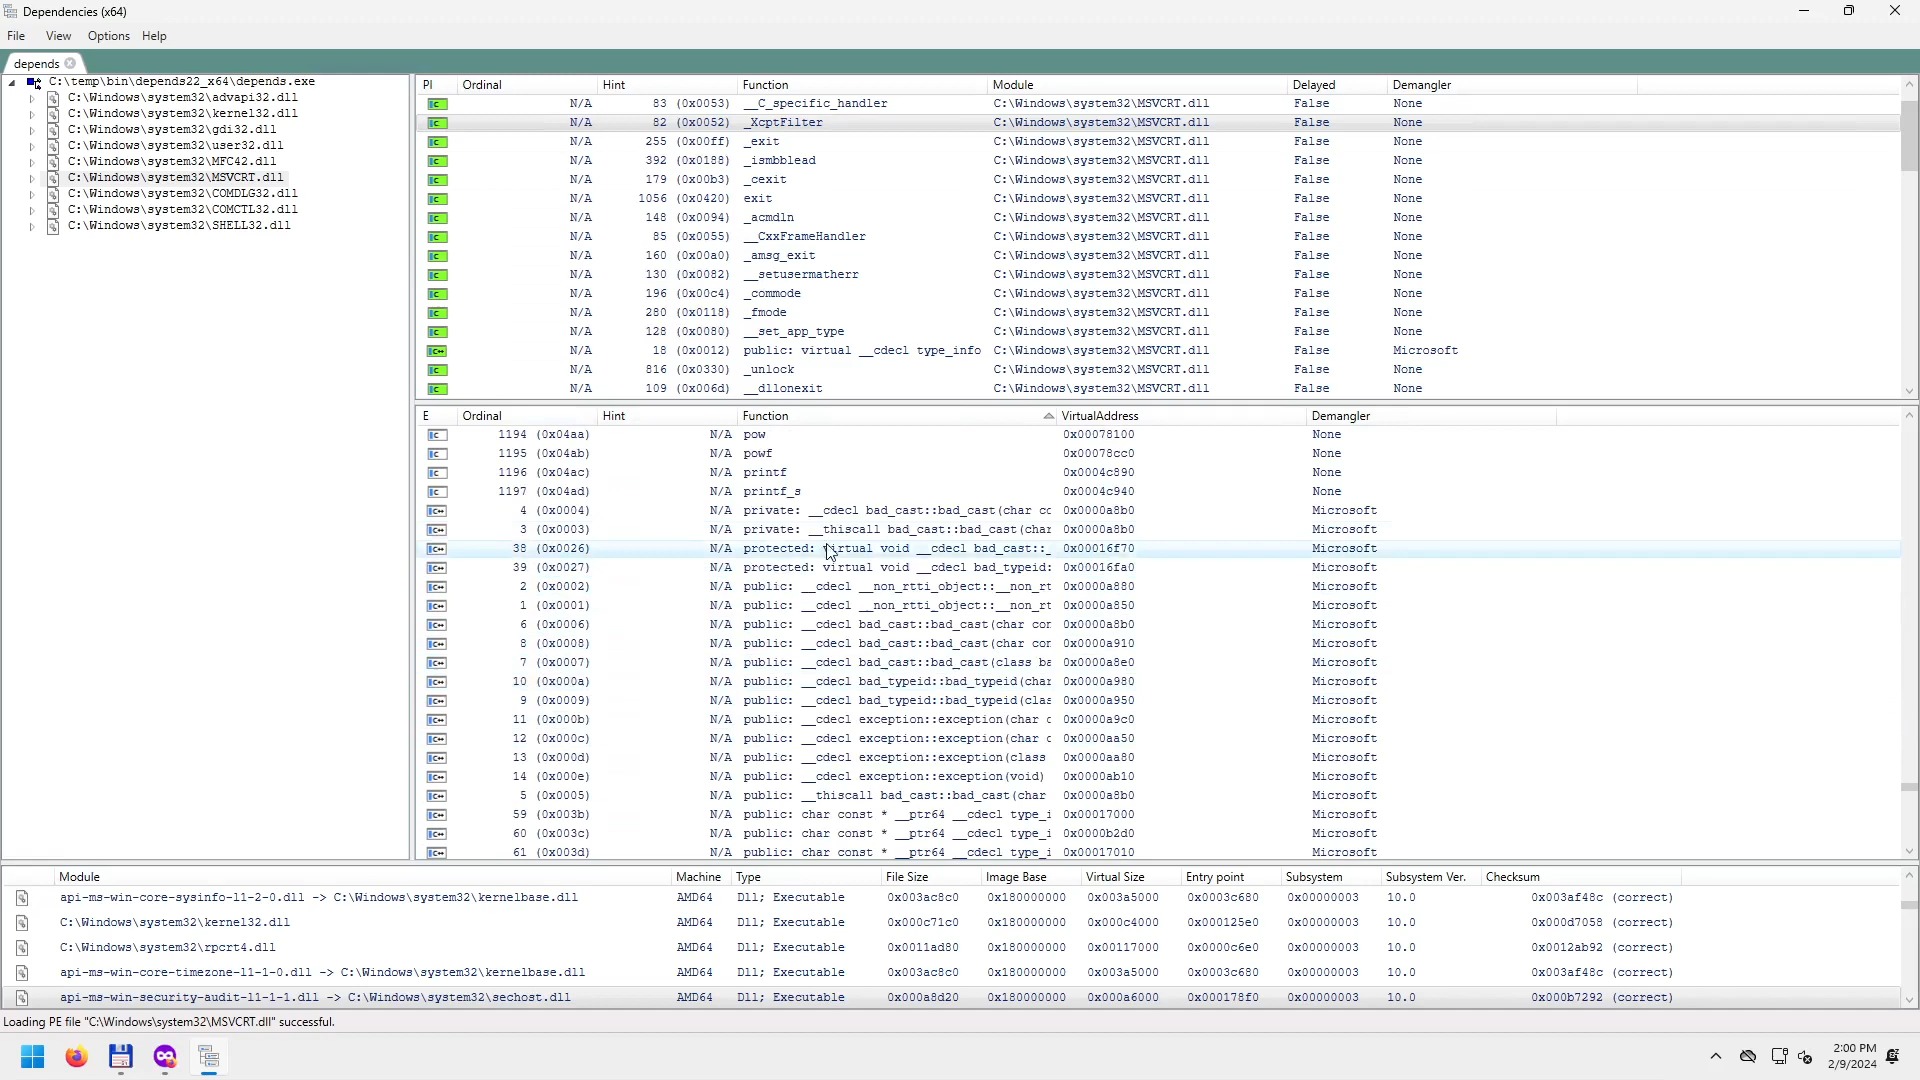 Dependencies (x64)
File View Options Help
depends
C:\temp\bin\depends22_x64\depends.exe
C:\Windows\system32\advapi32.dll
C:\Windows\system32\kernel32.dll
C:\Windows\system32\gdi32.dll
C:\Windows\system32\user32.dll
C:\Windows\system32\MFC42.dll
C:\Windows\system32\MSVCRT.dll
C:\Windows\system32\COMDLG32.dll
C:\Windows\system32\COMCTL32.dll
C:\Windows\system32\SHELL32.dll
PI Ordinal Hint Function Module Delayed Demangler
C N/A 83 (0x0053) __C_specific_handler C:\Windows\system32\MSVCRT.dll False None
C N/A 82 (0x0052) _XcptFilter C:\Windows\system32\MSVCRT.dll False None
C N/A 255 (0x00ff) _exit C:\Windows\system32\MSVCRT.dll False None
C N/A 392 (0x0188) _ismbblead C:\Windows\system32\MSVCRT.dll False None
C N/A 179 (0x00b3) _cexit C:\Windows\system32\MSVCRT.dll False None
C N/A 1056 (0x0420) exit C:\Windows\system32\MSVCRT.dll False None
C N/A 148 (0x0094) _acmdln C:\Windows\system32\MSVCRT.dll False None
C N/A 85 (0x0055) __CxxFrameHandler C:\Windows\system32\MSVCRT.dll False None
C N/A 160 (0x00a0) _amsg_exit C:\Windows\system32\MSVCRT.dll False None
C N/A 130 (0x0082) __setusermatherr C:\Windows\system32\MSVCRT.dll False None
C N/A 196 (0x00c4) _commode C:\Windows\system32\MSVCRT.dll False None
C N/A 280 (0x0118) _fmode C:\Windows\system32\MSVCRT.dll False None
C N/A 128 (0x0080) __set_app_type C:\Windows\system32\MSVCRT.dll False None
C++ N/A 18 (0x0012) public: virtual __cdecl type_info C:\Windows\system32\MSVCRT.dll False Microsoft
C N/A 816 (0x0330) _unlock C:\Windows\system32\MSVCRT.dll False None
C N/A 109 (0x006d) __dllonexit C:\Windows\system32\MSVCRT.dll False None
E Ordinal Hint Function VirtualAddress Demangler
C 1194 (0x04aa) N/A pow 0x00078100 None
C 1195 (0x04ab) N/A powf 0x00078cc0 None
C 1196 (0x04ac) N/A printf 0x0004c890 None
C 1197 (0x04ad) N/A printf_s 0x0004c940 None
C++ 4 (0x0004) N/A private: __cdecl bad_cast::bad_cast(char co 0x0000a8b0 Microsoft
C++ 3 (0x0003) N/A private: __thiscall bad_cast::bad_cast(char 0x0000a8b0 Microsoft
C++ 38 (0x0026) N/A protected: virtual void __cdecl bad_cast::_ 0x00016f70 Microsoft
C++ 39 (0x0027) N/A protected: virtual void __cdecl bad_typeid: 0x00016fa0 Microsoft
C++ 2 (0x0002) N/A public: __cdecl __non_rtti_object::__non_rt 0x0000a880 Microsoft
C++ 1 (0x0001) N/A public: __cdecl __non_rtti_object::__non_rt 0x0000a850 Microsoft
C++ 6 (0x0006) N/A public: __cdecl bad_cast::bad_cast(char con 0x0000a8b0 Microsoft
C++ 8 (0x0008) N/A public: __cdecl bad_cast::bad_cast(char con 0x0000a910 Microsoft
C++ 7 (0x0007) N/A public: __cdecl bad_cast::bad_cast(class ba 0x0000a8e0 Microsoft
C++ 10 (0x000a) N/A public: __cdecl bad_typeid::bad_typeid(char 0x0000a980 Microsoft
C++ 9 (0x0009) N/A public: __cdecl bad_typeid::bad_typeid(clas 0x0000a950 Microsoft
C++ 11 (0x000b) N/A public: __cdecl exception::exception(char c 0x0000a9c0 Microsoft
C++ 12 (0x000c) N/A public: __cdecl exception::exception(char c 0x0000aa50 Microsoft
C++ 13 (0x000d) N/A public: __cdecl exception::exception(class 0x0000aa80 Microsoft
C++ 14 (0x000e) N/A public: __cdecl exception::exception(void) 0x0000ab10 Microsoft
C++ 5 (0x0005) N/A public: __thiscall bad_cast::bad_cast(char 0x0000a8b0 Microsoft
C++ 59 (0x003b) N/A public: char const * __ptr64 __cdecl type_i 0x00017000 Microsoft
C++ 60 (0x003c) N/A public: char const * __ptr64 __cdecl type_i 0x0000b2d0 Microsoft
C++ 61 (0x003d) N/A public: char const * __ptr64 __cdecl type_i 0x00017010 Microsoft
Module Machine Type File Size Image Base Virtual Size Entry point Subsystem Subsystem Ver. Checksum
api-ms-win-core-sysinfo-l1-2-0.dll -> C:\Windows\system32\kernelbase.dll AMD64 Dll; Executable 0x003ac8c0 0x180000000 0x003a5000 0x0003c680 0x00000003 10.0 0x003af48c (correct)
C:\Windows\system32\kernel32.dll AMD64 Dll; Executable 0x000c71c0 0x180000000 0x000c4000 0x000125e0 0x00000003 10.0 0x000d7058 (correct)
C:\Windows\system32\rpcrt4.dll AMD64 Dll; Executable 0x0011ad80 0x180000000 0x00117000 0x0000c6e0 0x00000003 10.0 0x0012ab92 (correct)
api-ms-win-core-timezone-l1-1-0.dll -> C:\Windows\system32\kernelbase.dll AMD64 Dll; Executable 0x003ac8c0 0x180000000 0x003a5000 0x0003c680 0x00000003 10.0 0x003af48c (correct)
api-ms-win-security-audit-l1-1-1.dll -> C:\Windows\system32\sechost.dll AMD64 Dll; Executable 0x000a8d20 0x180000000 0x000a6000 0x000178f0 0x00000003 10.0 0x000b7292 (correct)
Loading PE file "C:\Windows\system32\MSVCRT.dll" successful.
2:00 PM
2/9/2024